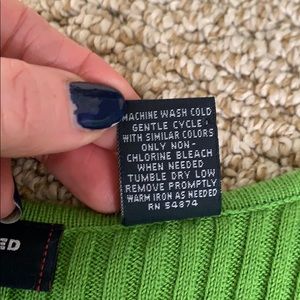 MACHINE WASH COLD
GENTLE CYCLE;
WITH SIMILAR COLORS
ONLY NON-
CHLORINE BLEACH
WHEN NEEDED
TUMBLE DRY LOW
REMOVE PROMPTLY
WARM IRON AS NEEDED
RN 54874
ED